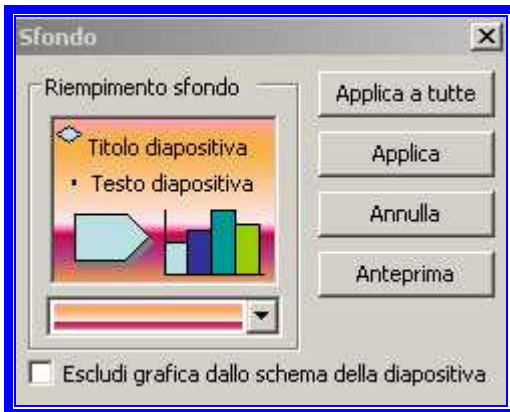 Sfondo
Riempimento sfondo
Titolo diapositiva
• Testo diapositiva
Applica a tutte
Applica
Annulla
Anteprima
Escludi grafica dallo schema della diapositiva